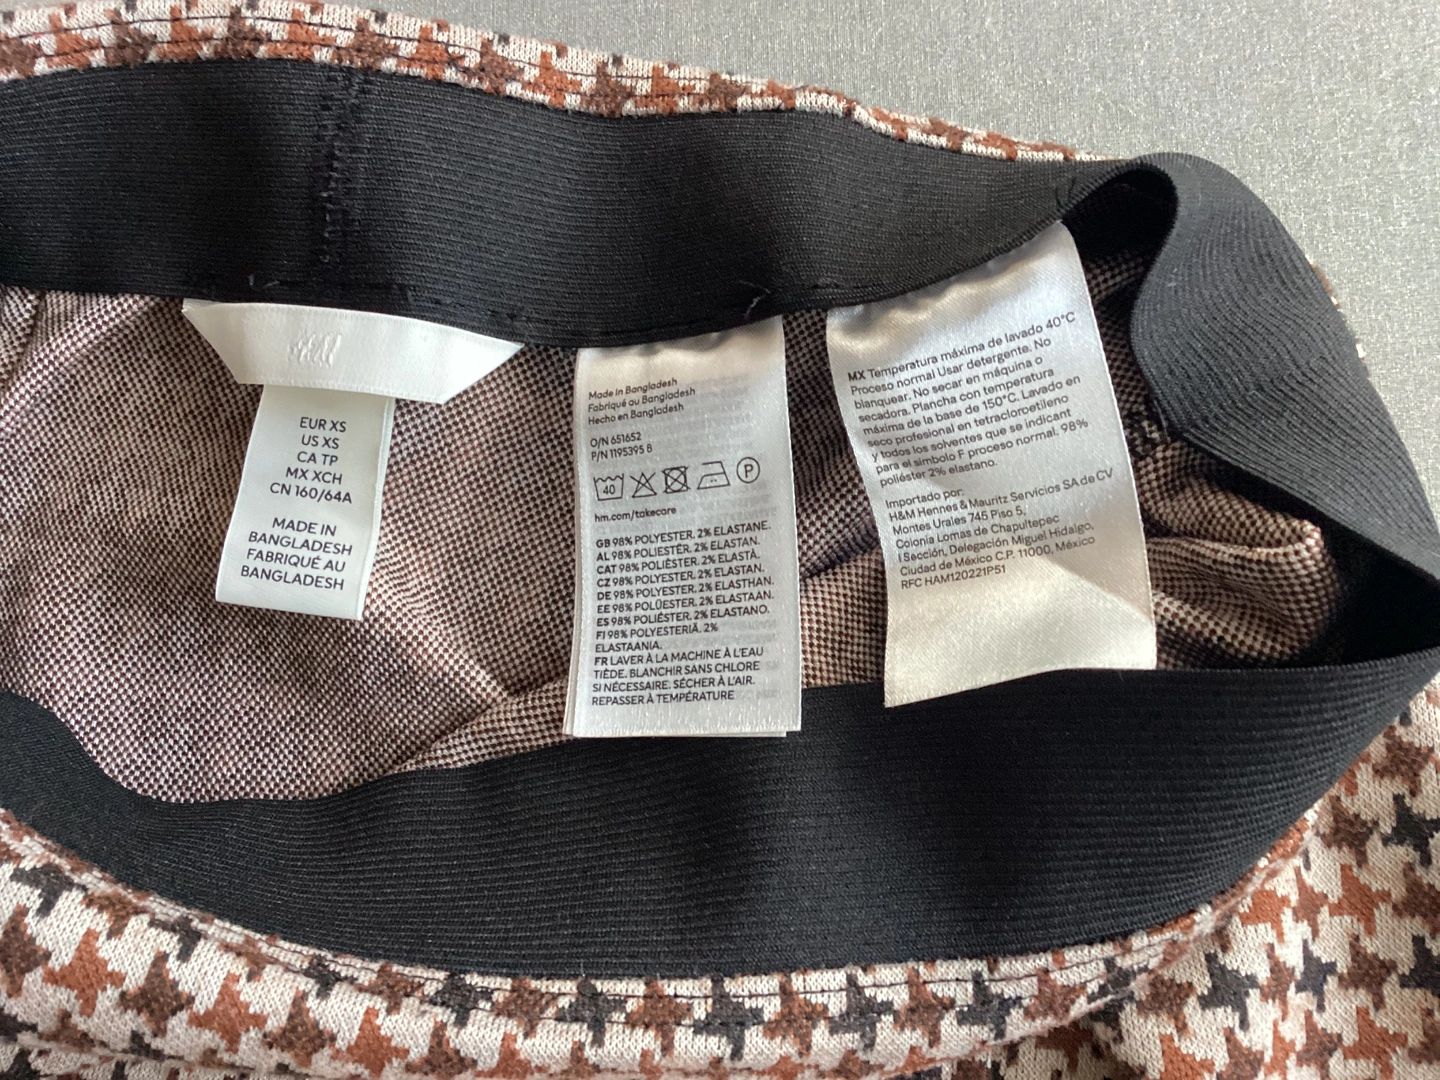 H&M
EUR XS
US XS
CA TP
MX XCH
CN 160/64A
MADE IN
BANGLADESH
FABRIQUÉ AU
BANGLADESH
Made in Bangladesh
Fabriqué au Bangladesh
Hecho en Bangladesh
O/N 651652
P/N 1195395 8
40
P
hm.com/takecare
GB 98% POLYESTER. 2% ELASTANE.
AL 98% POLIESTËR. 2% ELASTAN.
CAT 98% POLIÈSTER. 2% ELASTÀ.
CZ 98% POLYESTER. 2% ELASTAN.
DE 98% POLYESTER. 2% ELASTHAN.
EE 98% POLÜESTER. 2% ELASTAAN.
ES 98% POLIÉSTER. 2% ELASTANO.
FI 98% POLYESTERIÄ. 2%
ELASTAANIA.
FR LAVER À LA MACHINE À L'EAU
TIÈDE. BLANCHIR SANS CHLORE
SI NÉCESSAIRE. SÉCHER À L'AIR.
REPASSER À TEMPÉRATURE
MX Temperatura máxima de lavado 40°C
Proceso normal Usar detergente. No
blanquear. No secar en máquina o
secadora. Plancha con temperatura
máxima de la base de 150°C. Lavado en
seco profesional en tetracloroetileno
y todos los solventes que se indicant
para el símbolo F proceso normal. 98%
poliéster 2% elastano.
Importado por:
H&M Hennes & Mauritz Servicios SA de CV
Montes Urales 745 Piso 5,
Colonia Lomas de Chapultepec
I Sección, Delegación Miguel Hidalgo,
Ciudad de México C.P. 11000, México
RFC HAM120221P51